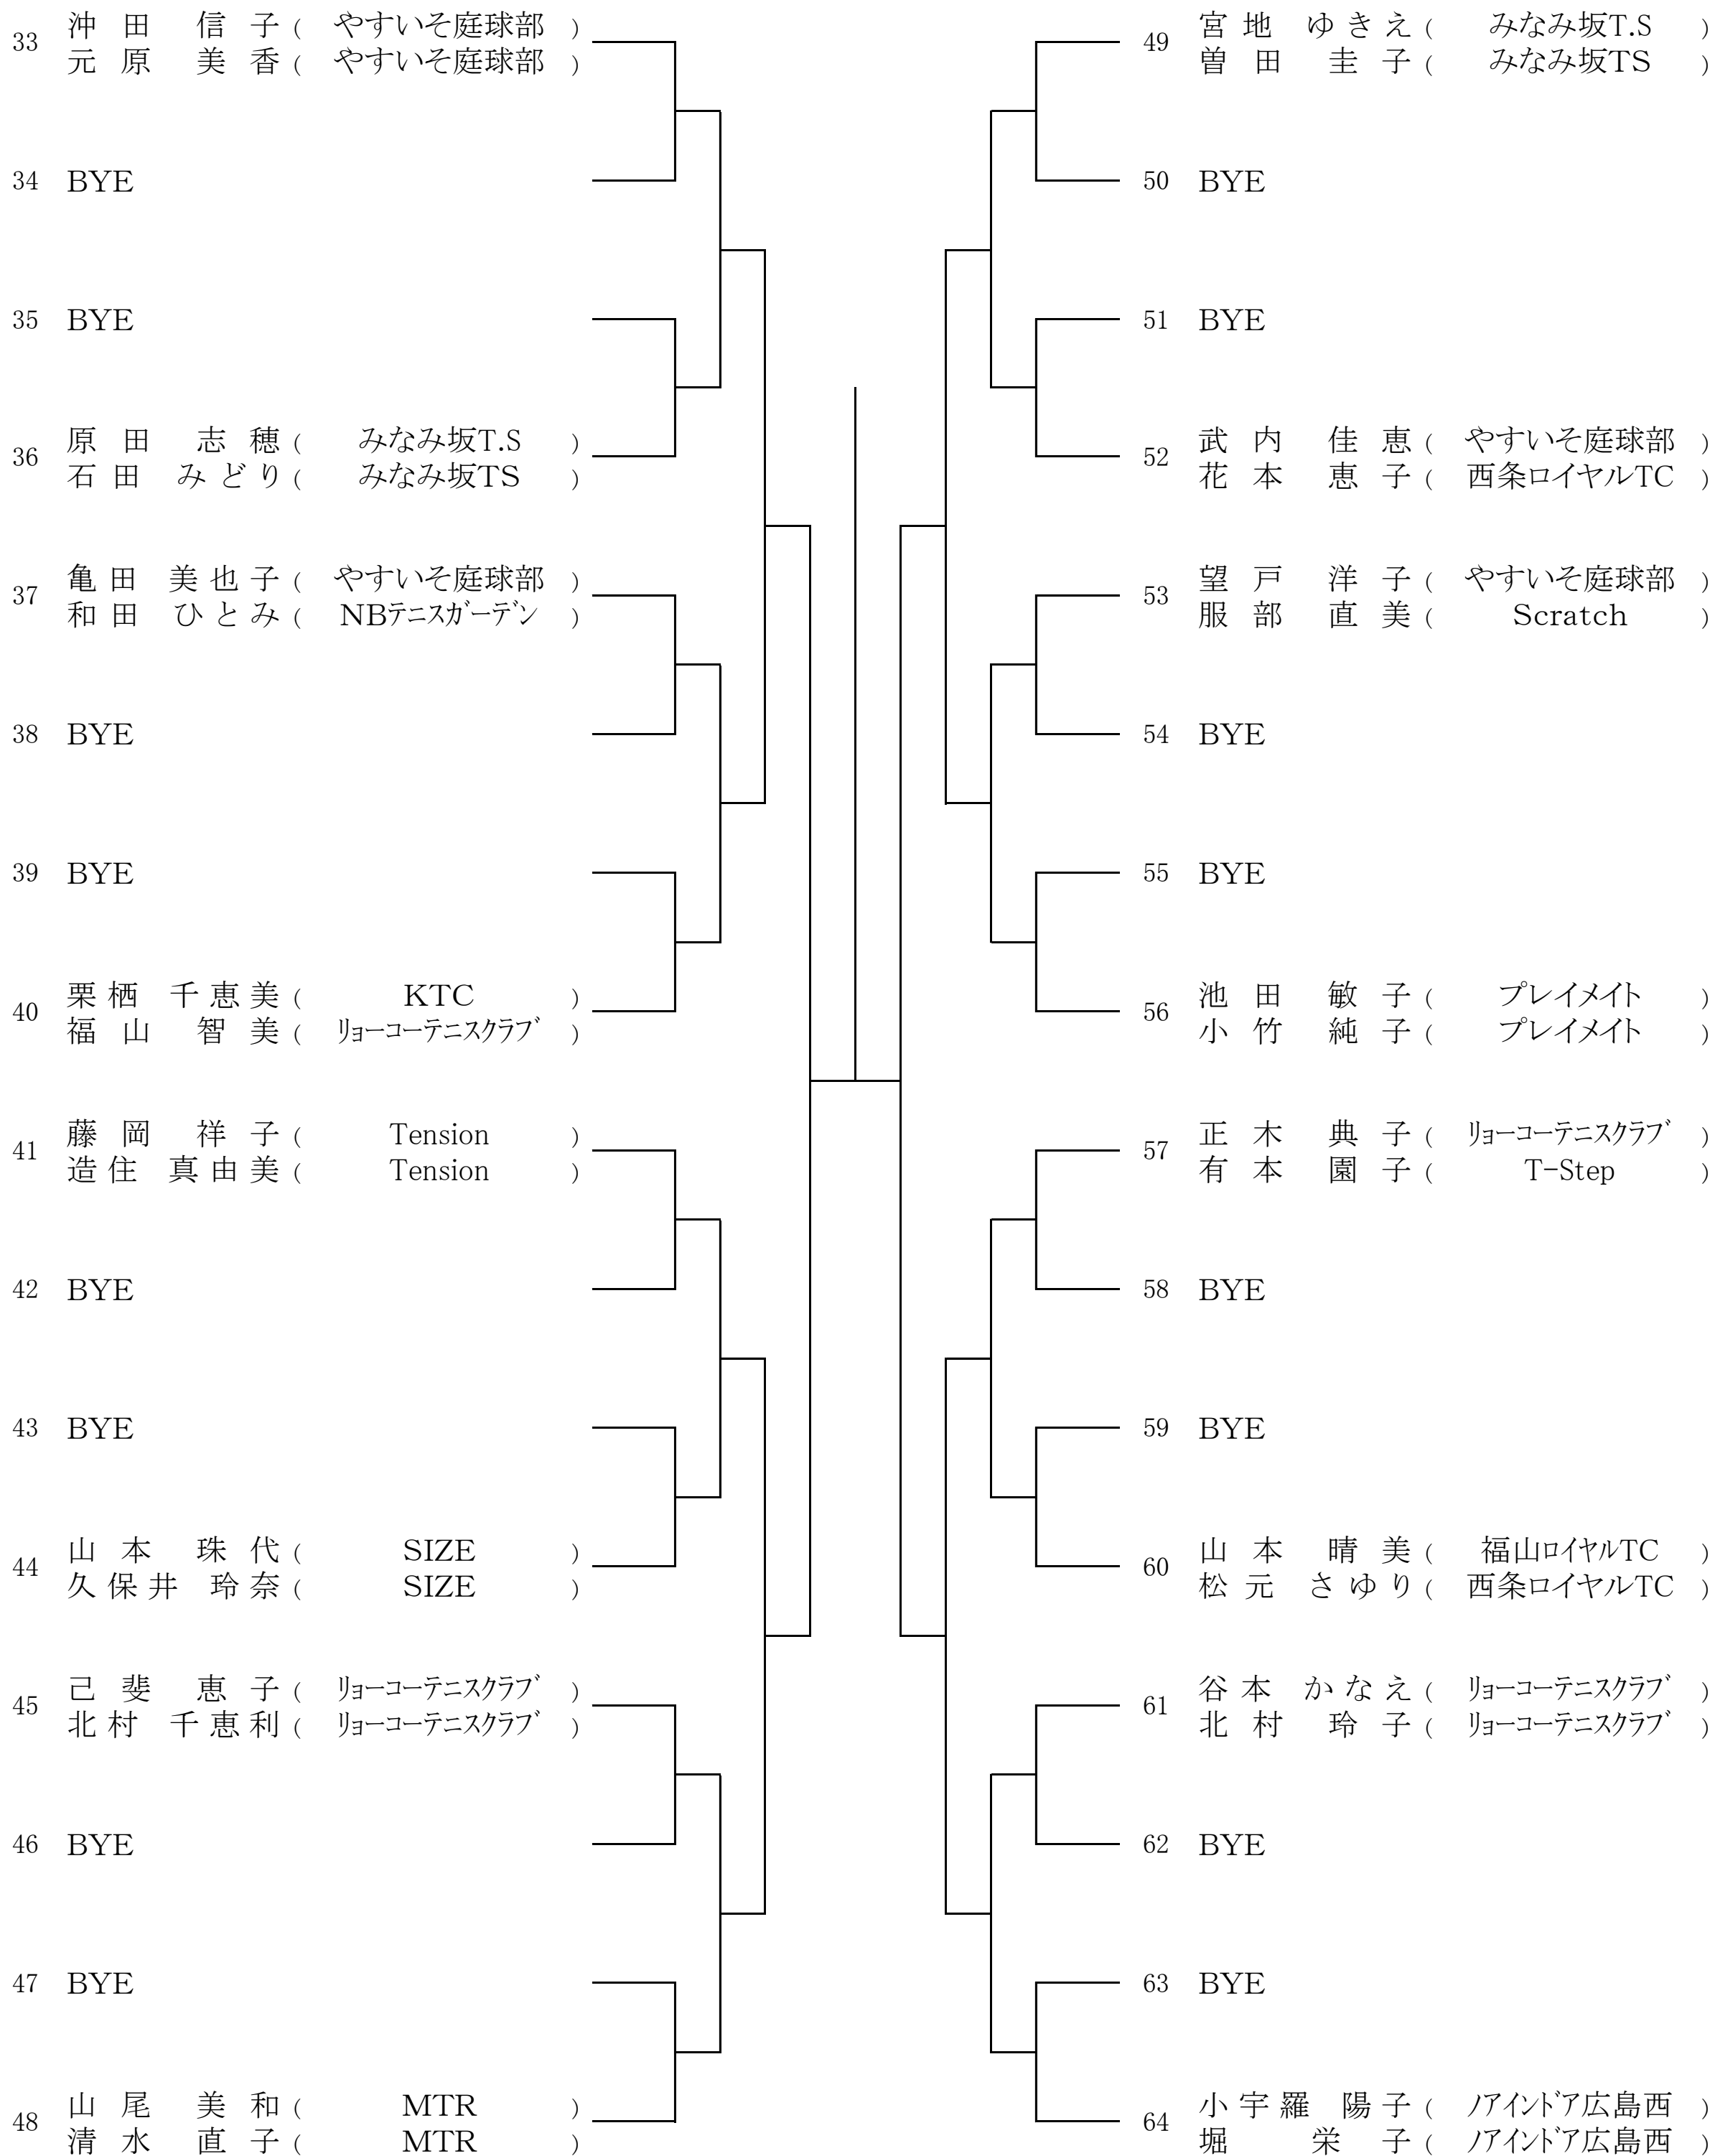 33 沖田 信子 ( やすいそ庭球部 )
元原 美香 ( やすいそ庭球部 )
34 BYE
35 BYE
36 原田 志穂 ( みなみ坂T.S )
石田 みどり ( みなみ坂TS )
37 亀田 美也子 ( やすいそ庭球部 )
和田 ひとみ ( NBﾃﾆｽｶﾞｰﾃﾞﾝ )
38 BYE
39 BYE
40 栗栖 千恵美 ( KTC )
福山 智美 ( ﾘｮｰｺｰﾃﾆｽｸﾗﾌﾞ )
41 藤岡 祥子 ( Tension )
造住 真由美 ( Tension )
42 BYE
43 BYE
44 山本 珠代 ( SIZE )
久保井 玲奈 ( SIZE )
45 己斐 恵子 ( ﾘｮｰｺｰﾃﾆｽｸﾗﾌﾞ )
北村 千恵利 ( ﾘｮｰｺｰﾃﾆｽｸﾗﾌﾞ )
46 BYE
47 BYE
48 山尾 美和 ( MTR )
清水 直子 ( MTR )
49 宮地 ゆきえ ( みなみ坂T.S )
曽田 圭子 ( みなみ坂TS )
50 BYE
51 BYE
52 武内 佳恵 ( やすいそ庭球部 )
花本 恵子 ( 西条ロイヤルTC )
53 望戸 洋子 ( やすいそ庭球部 )
服部 直美 ( Scratch )
54 BYE
55 BYE
56 池田 敏子 ( プレイメイト )
小竹 純子 ( プレイメイト )
57 正木 典子 ( ﾘｮｰｺｰﾃﾆｽｸﾗﾌﾞ )
有本 園子 ( T-Step )
58 BYE
59 BYE
60 山本 晴美 ( 福山ﾛｲﾔﾙTC )
松元 さゆり ( 西条ロイヤルTC )
61 谷本 かなえ ( ﾘｮｰｺｰﾃﾆｽｸﾗﾌﾞ )
北村 玲子 ( ﾘｮｰｺｰﾃﾆｽｸﾗﾌﾞ )
62 BYE
63 BYE
64 小宇羅 陽子 ( ﾉｱｲﾝﾄﾞｱ広島西 )
堀 栄子 ( ﾉｱｲﾝﾄﾞｱ広島西 )